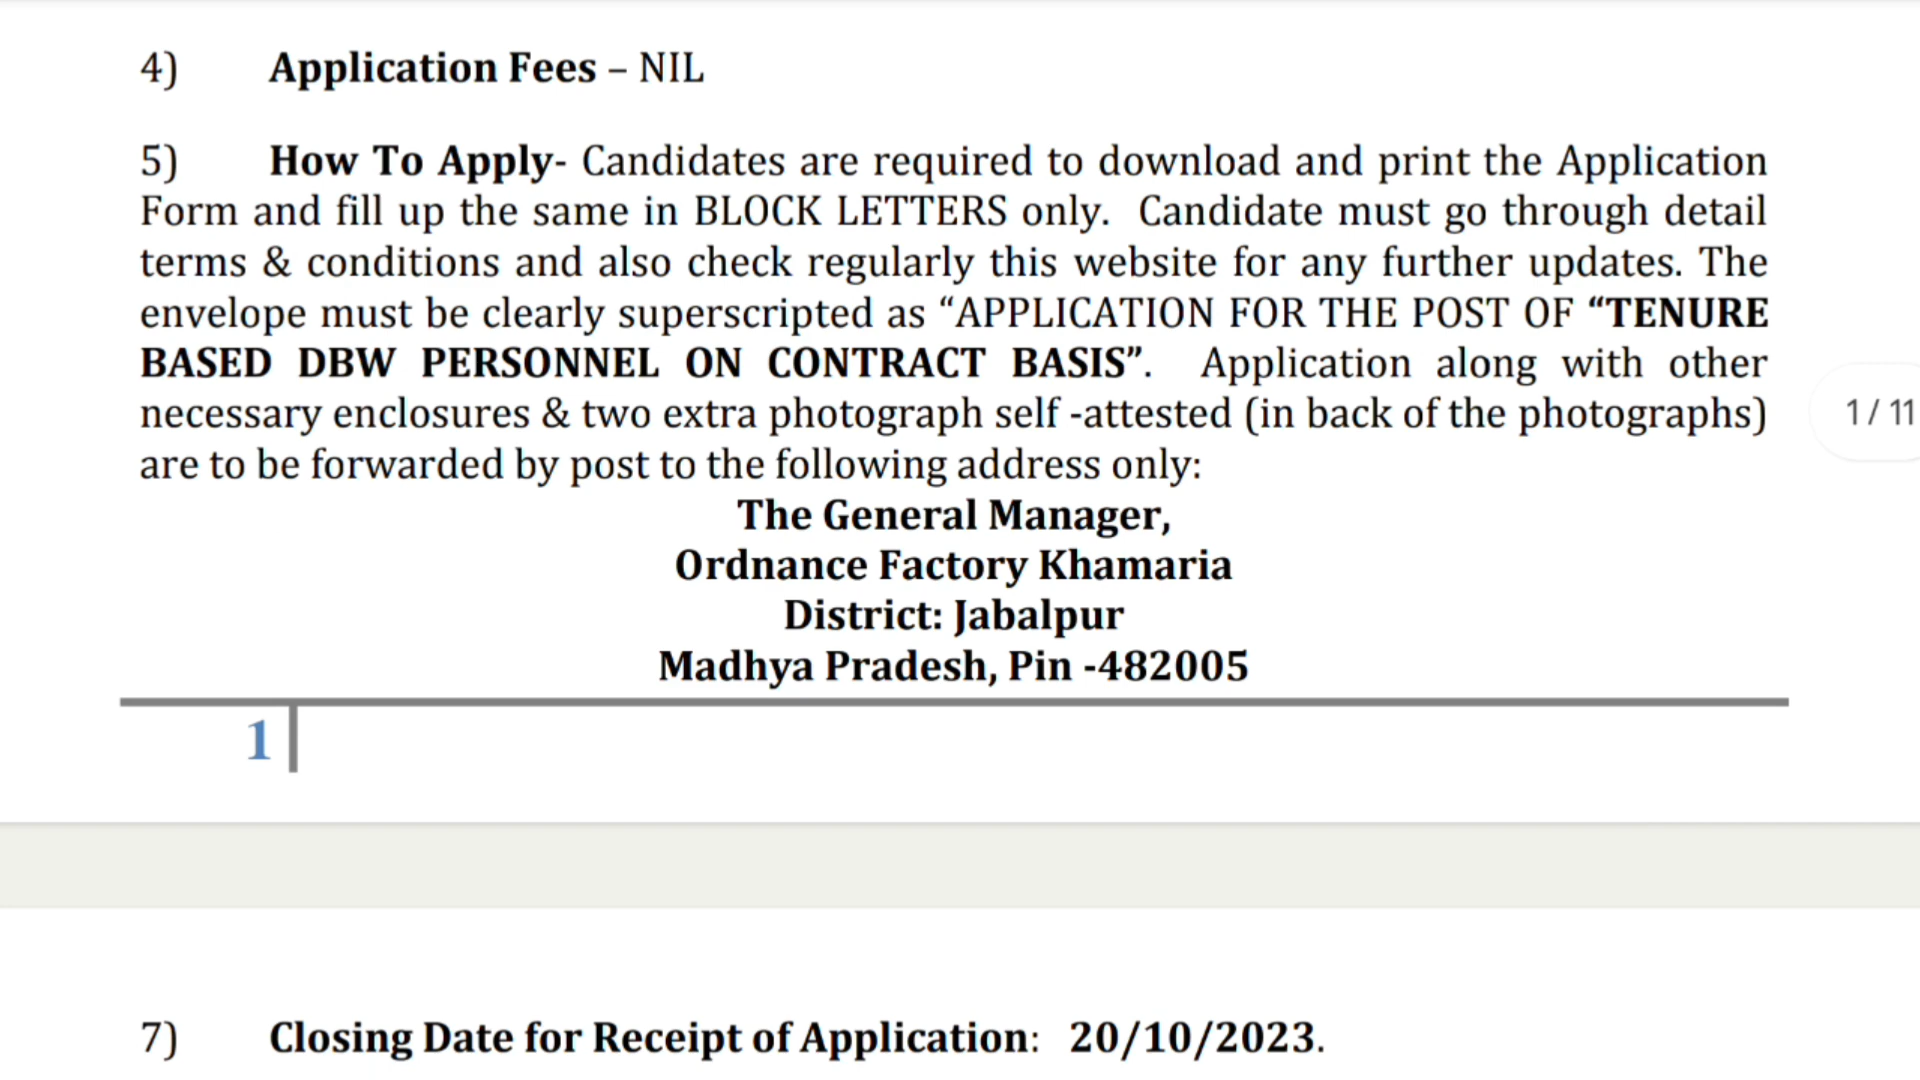 4) Application Fees – NIL
5) How To Apply- Candidates are required to download and print the Application
Form and fill up the same in BLOCK LETTERS only. Candidate must go through detail
terms & conditions and also check regularly this website for any further updates. The
envelope must be clearly superscripted as “APPLICATION FOR THE POST OF “TENURE
BASED DBW PERSONNEL ON CONTRACT BASIS”. Application along with other
necessary enclosures & two extra photograph self -attested (in back of the photographs)
are to be forwarded by post to the following address only:
The General Manager,
Ordnance Factory Khamaria
District: Jabalpur
Madhya Pradesh, Pin -482005
1
1 / 11
7) Closing Date for Receipt of Application: 20/10/2023.